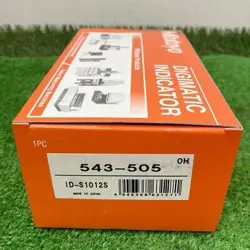 Mitutoyo
DIGIMATIC
INDICATOR
1PC
OH
543-505
ID-S1012S
MADE IN JAPAN